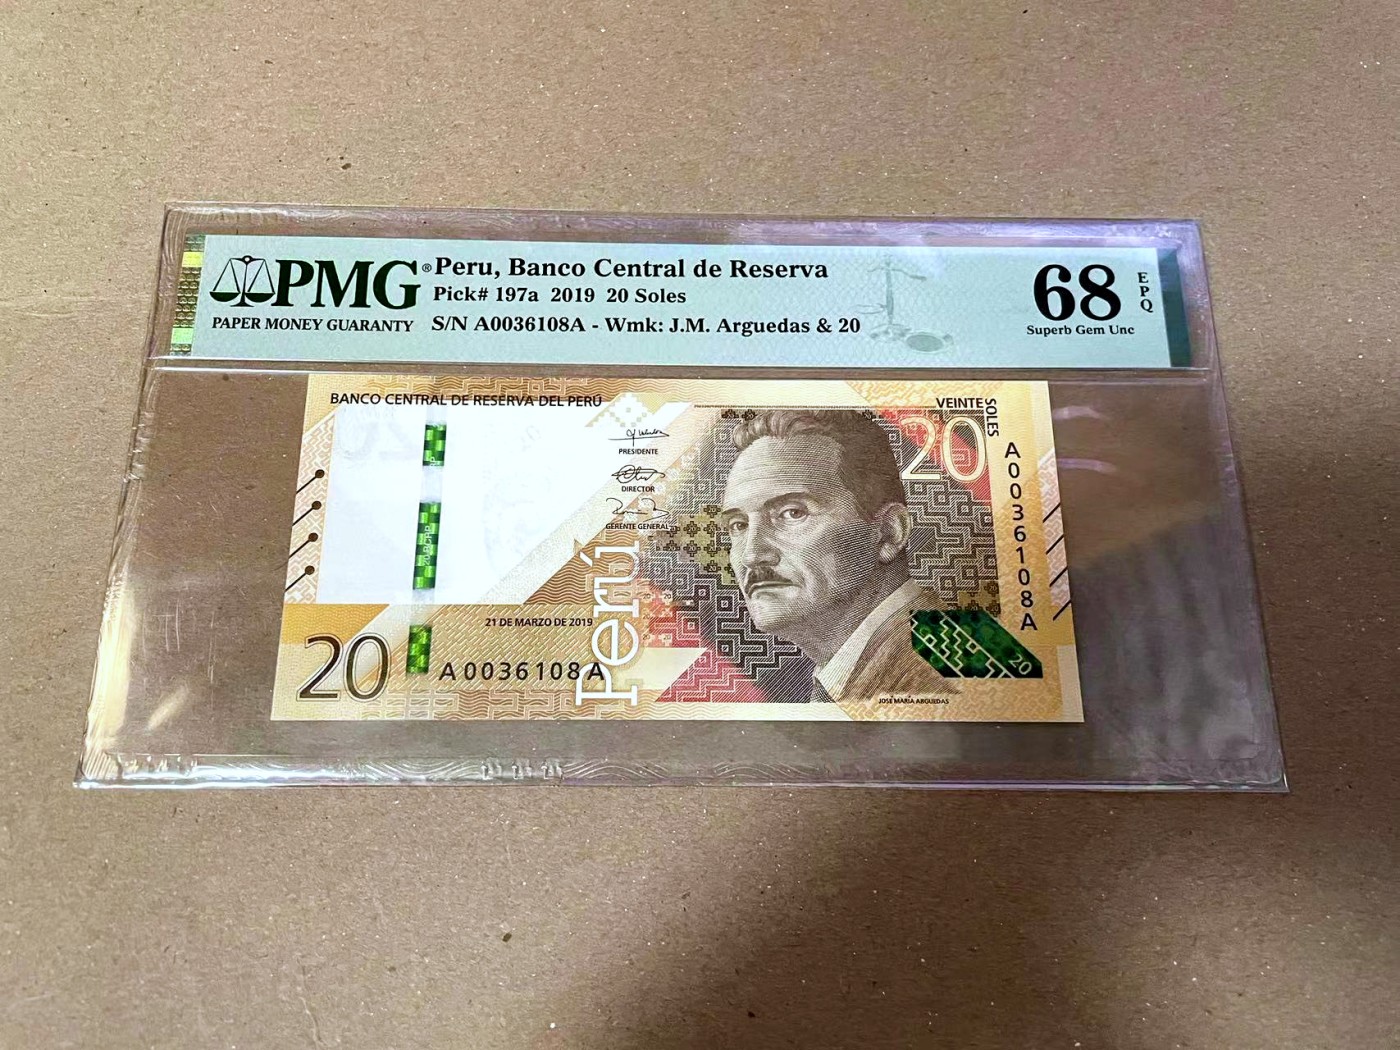 PMG®
PAPER MONEY GUARANTY
Peru, Banco Central de Reserva
Pick# 197a 2019 20 Soles
S/N A0036108A - Wmk: J.M. Arguedas & 20
68
EPQ
Superb Gem Unc
BANCO CENTRAL DE RESERVA DEL PERÚ
VEINTE
SOLES
20
PRESIDENTE
DIRECTOR
GERENTE GENERAL
A0036108A
Perú
21 DE MARZO DE 2019
20
A0036108A
20
JOSÉ MARÍA ARGUEDAS